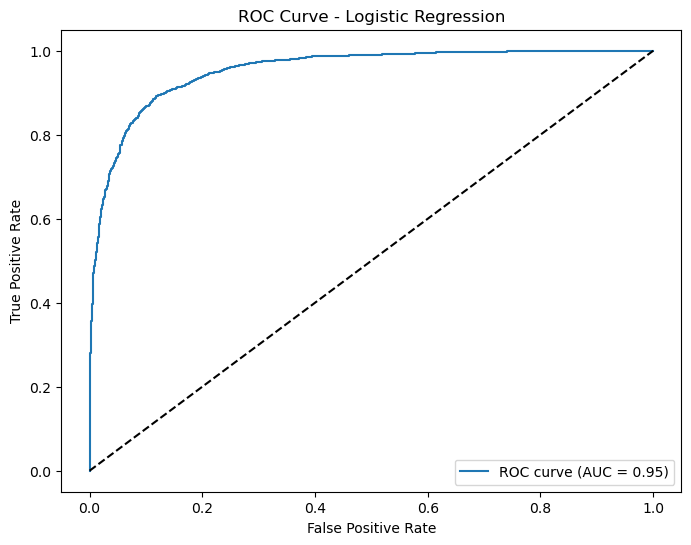 ROC Curve - Logistic Regression
True Positive Rate
1.0
0.8
0.6
0.4
0.2
0.0
ROC curve (AUC = 0.95)
0.0 0.2 0.4 0.6 0.8 1.0
False Positive Rate